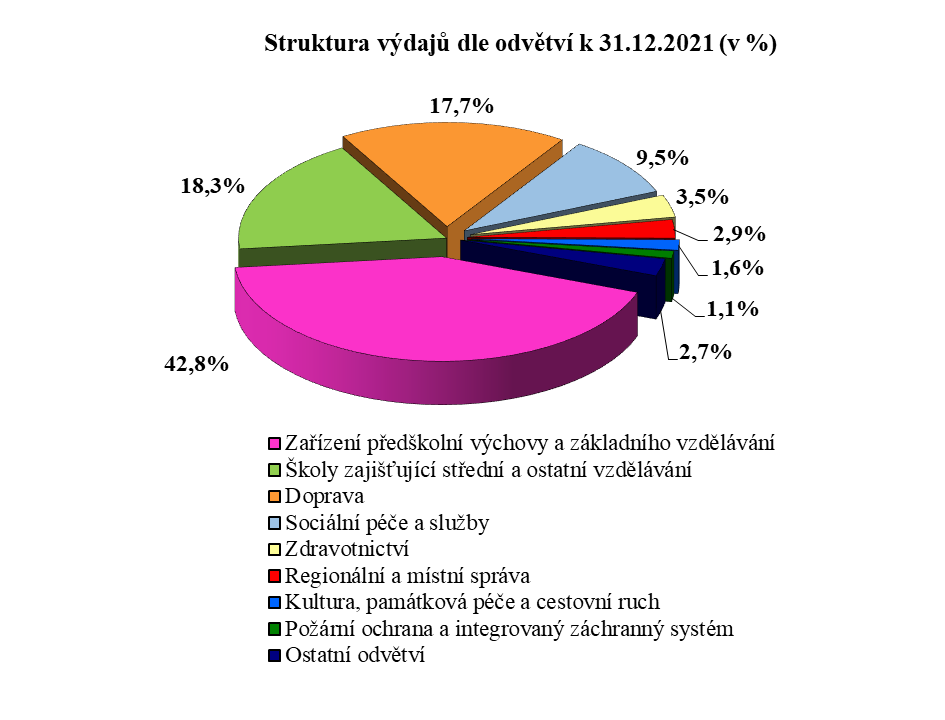 Struktura výdajů dle odvětví k 31.12.2021 (v %)
17,7%
9,5%
18,3%
3,5%
2,9%
1,6%
1,1%
2,7%
42,8%
Zařízení předškolní výchovy a základního vzdělávání
Školy zajišťující střední a ostatní vzdělávání
Doprava
Sociální péče a služby
Zdravotnictví
Regionální a místní správa
Kultura, památková péče a cestovní ruch
Požární ochrana a integrovaný záchranný systém
Ostatní odvětví